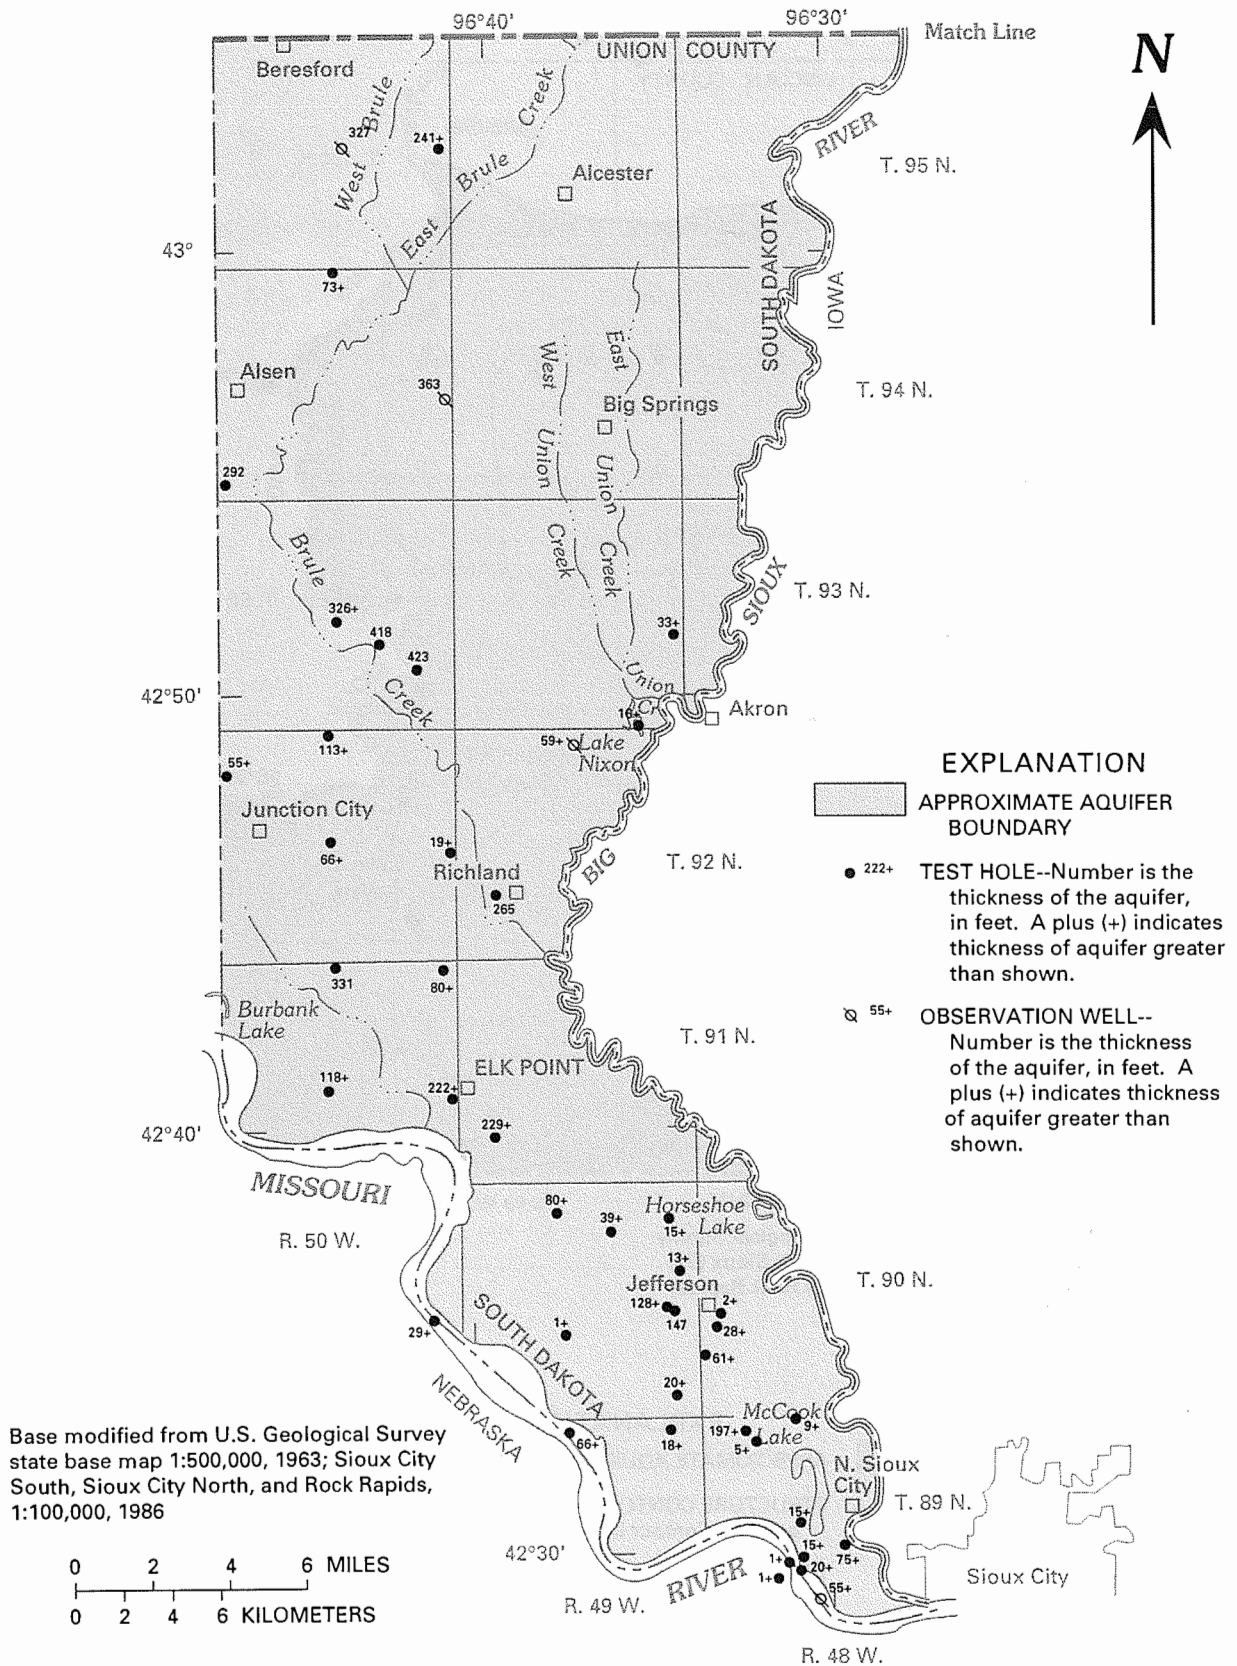 96°40'
96°30'
Match Line
UNION COUNTY
N
Beresford
West Brule
East Brule Creek
327
241+
Alcester
RIVER
T. 95 N.
43°
73+
SOUTH DAKOTA
IOWA
Alsen
363
West Union Creek
East Union Creek
Big Springs
T. 94 N.
292
Brule Creek
326+
418
423
33+
SIOUX
T. 93 N.
42°50'
Union Cr
16+
Akron
113+
59+
Lake Nixon
55+
Junction City
66+
19+
Richland
265
BIG
T. 92 N.
EXPLANATION
APPROXIMATE AQUIFER
BOUNDARY
222+
TEST HOLE--Number is the
thickness of the aquifer,
in feet. A plus (+) indicates
thickness of aquifer greater
than shown.
55+
OBSERVATION WELL--
Number is the thickness
of the aquifer, in feet. A
plus (+) indicates thickness
of aquifer greater than
shown.
331
80+
Burbank
Lake
T. 91 N.
118+
222+
ELK POINT
42°40'
229+
MISSOURI
R. 50 W.
80+
39+
Horseshoe
Lake
15+
13+
T. 90 N.
Jefferson
128+
147
2+
28+
29+
SOUTH DAKOTA
1+
61+
NEBRASKA
20+
66+
18+
McCook
Lake
197+
5+
9+
N. Sioux
City
T. 89 N.
15+
42°30'
15+
75+
1+
20+
1+
55+
RIVER
Sioux City
R. 49 W.
R. 48 W.
Base modified from U.S. Geological Survey
state base map 1:500,000, 1963; Sioux City
South, Sioux City North, and Rock Rapids,
1:100,000, 1986
0 2 4 6 MILES
0 2 4 6 KILOMETERS